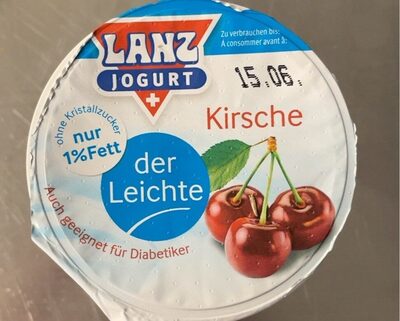 LANZ
JOGURT
Zu verbrauchen bis:
A consommer avant à:
15.06.
Kirsche
ohne Kristallzucker
nur
1% Fett
der
Leichte
Auch geeignet für Diabetiker